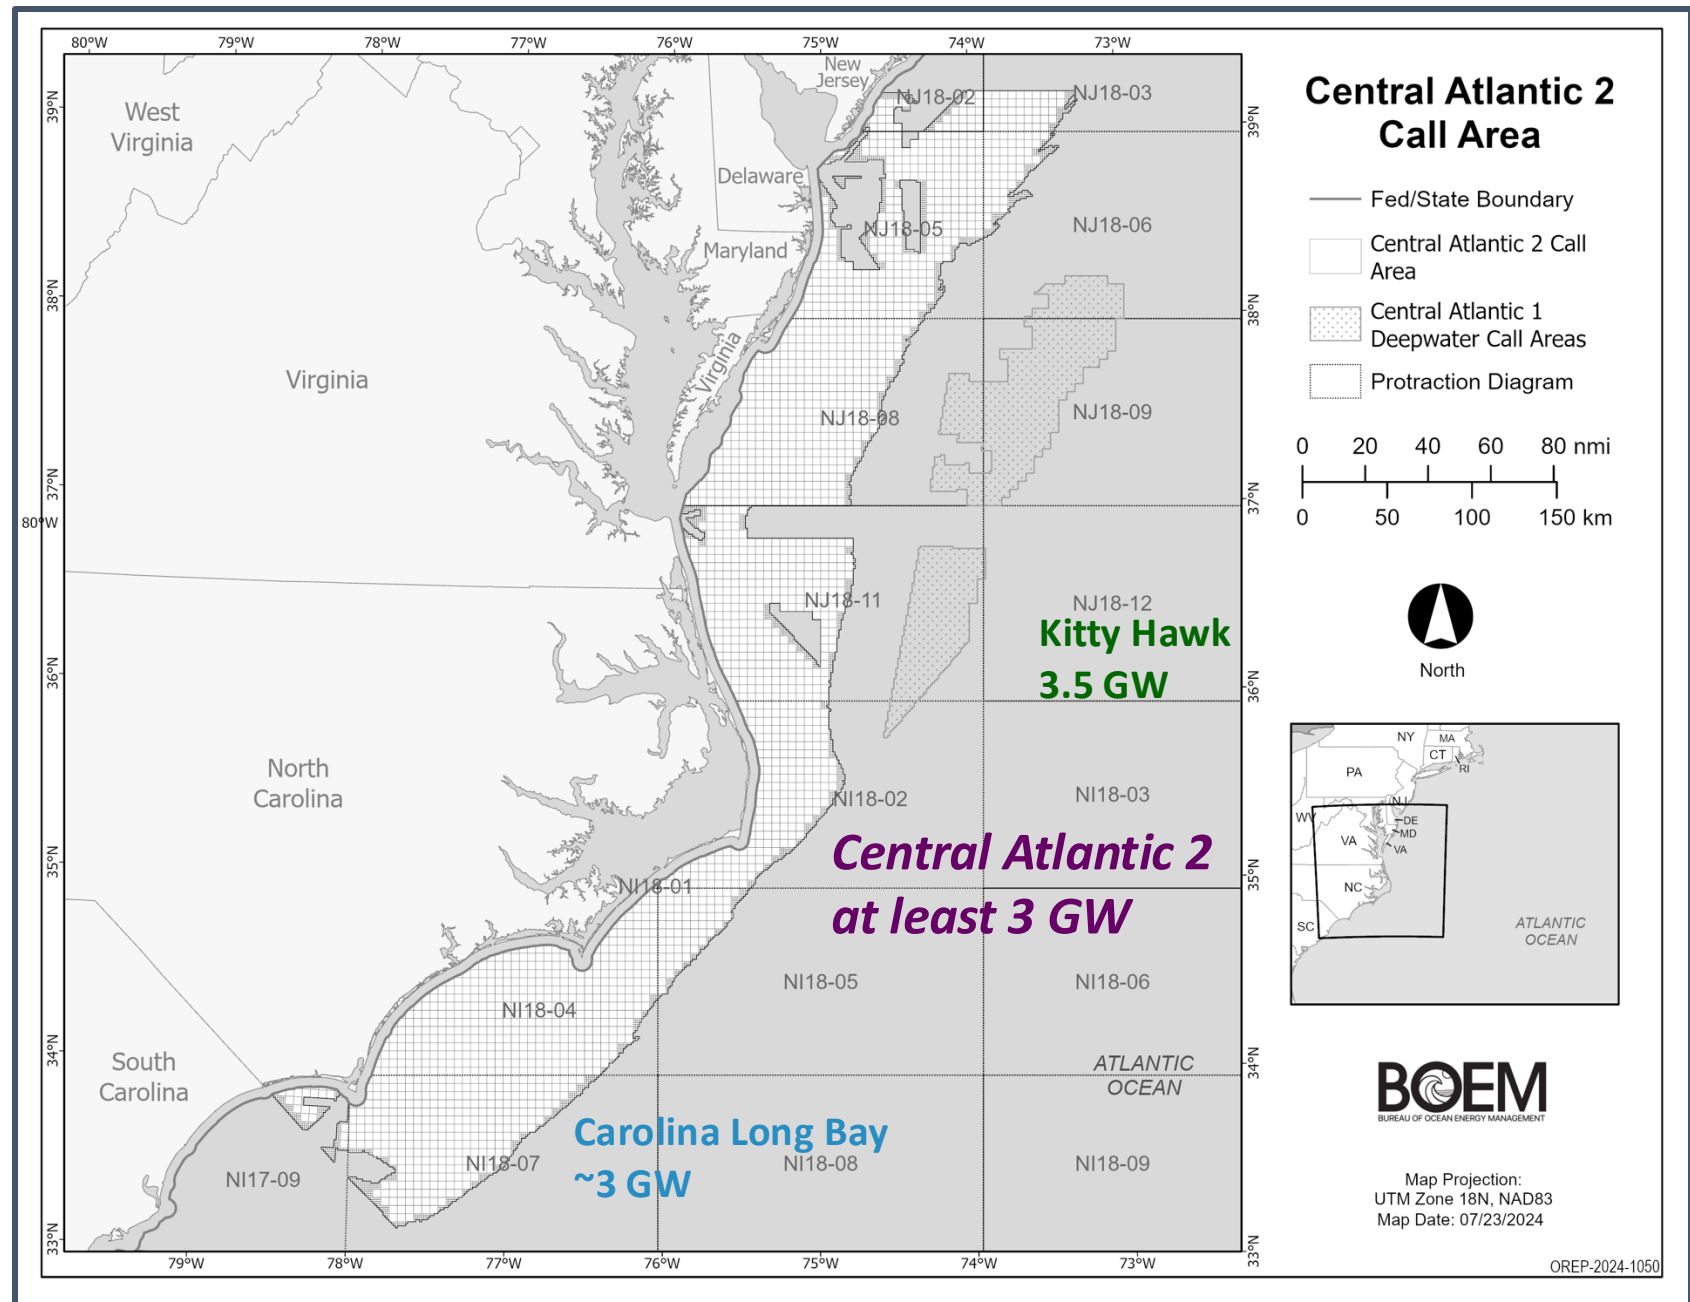 80°W
79°W
78°W
77°W
76°W
75°W
74°W
73°W
39°N
38°N
37°N
80°W
36°N
35°N
34°N
33°N
39°N
38°N
37°N
36°N
35°N
34°N
33°N
79°W
78°W
77°W
76°W
75°W
74°W
73°W
West
Virginia
New
Jersey
Delaware
Maryland
Virginia
Virginia
North
Carolina
South
Carolina
NJ18-02
NJ18-03
NJ18-05
NJ18-06
NJ18-08
NJ18-09
NJ18-11
NJ18-12
Kitty Hawk
3.5 GW
NI18-02
NI18-03
Central Atlantic 2
at least 3 GW
NI18-01
NI18-04
NI18-05
NI18-06
ATLANTIC
OCEAN
Carolina Long Bay
~3 GW
NI17-09
NI18-07
NI18-08
NI18-09
Central Atlantic 2
Call Area
Fed/State Boundary
Central Atlantic 2 Call
Area
Central Atlantic 1
Deepwater Call Areas
Protraction Diagram
0 20 40 60 80 nmi
0 50 100 150 km
North
NY
MA
CT
RI
PA
NJ
WV
DE
MD
VA
VA
NC
SC
ATLANTIC
OCEAN
BOEM
BUREAU OF OCEAN ENERGY MANAGEMENT
Map Projection:
UTM Zone 18N, NAD83
Map Date: 07/23/2024
OREP-2024-1050